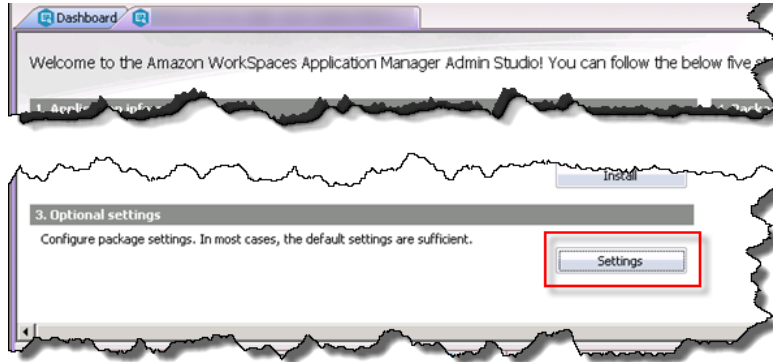 Dashboard
Welcome to the Amazon WorkSpaces Application Manager Admin Studio! You can follow the below five
Install
3. Optional settings
Configure package settings. In most cases, the default settings are sufficient.
Settings